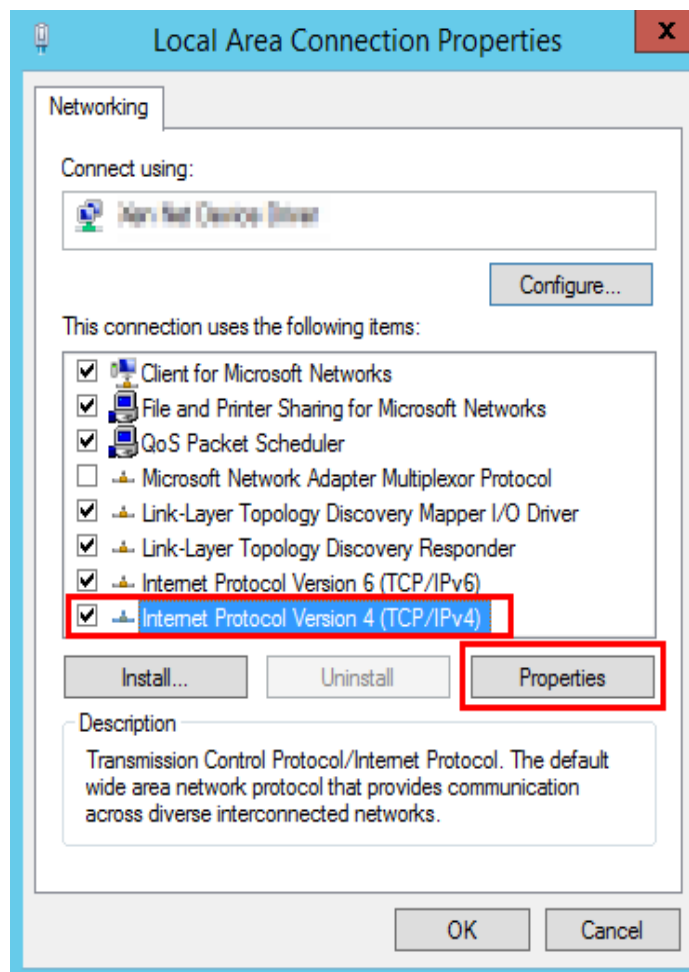 Local Area Connection Properties
x
Networking
Connect using:
Configure...
This connection uses the following items:
Client for Microsoft Networks
File and Printer Sharing for Microsoft Networks
QoS Packet Scheduler
Microsoft Network Adapter Multiplexor Protocol
Link-Layer Topology Discovery Mapper I/O Driver
Link-Layer Topology Discovery Responder
Internet Protocol Version 6 (TCP/IPv6)
Internet Protocol Version 4 (TCP/IPv4)
Install... Uninstall Properties
Description
Transmission Control Protocol/Internet Protocol. The default
wide area network protocol that provides communication
across diverse interconnected networks.
OK Cancel